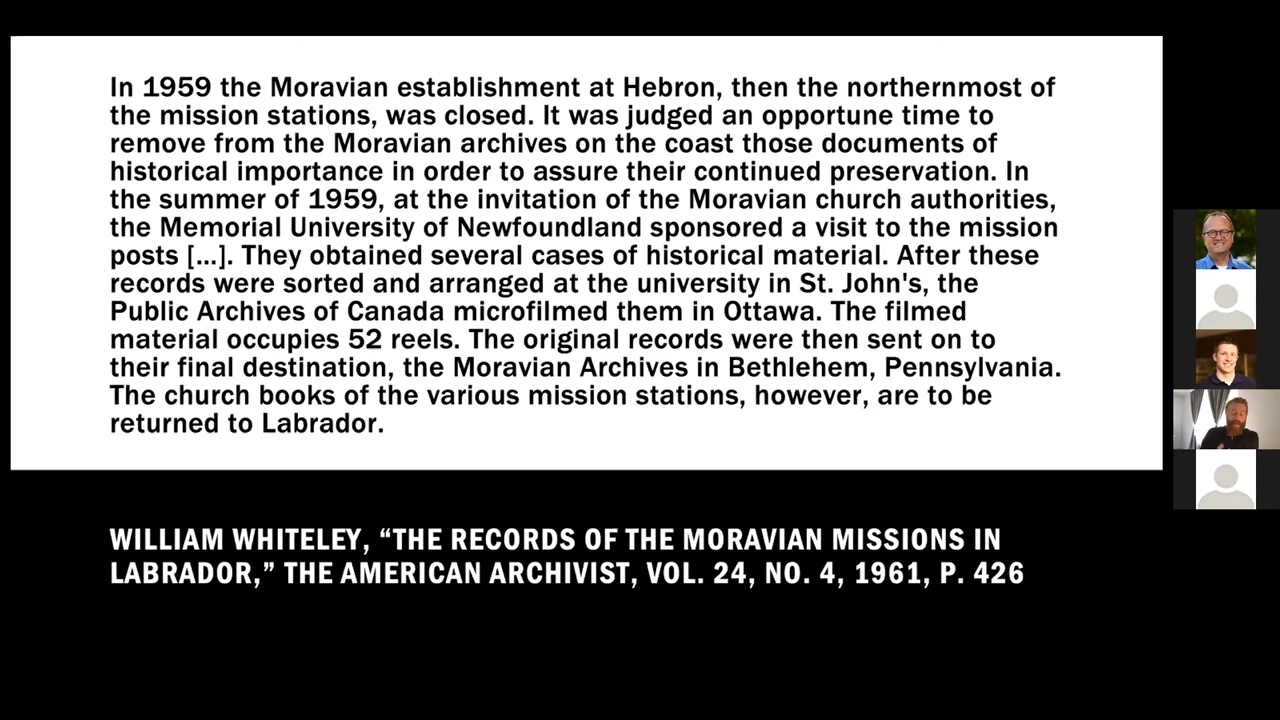 In 1959 the Moravian establishment at Hebron, then the northernmost of
the mission stations, was closed. It was judged an opportune time to
remove from the Moravian archives on the coast those documents of
historical importance in order to assure their continued preservation. In
the summer of 1959, at the invitation of the Moravian church authorities,
the Memorial University of Newfoundland sponsored a visit to the mission
posts [...]. They obtained several cases of historical material. After these
records were sorted and arranged at the university in St. John's, the
Public Archives of Canada microfilmed them in Ottawa. The filmed
material occupies 52 reels. The original records were then sent on to
their final destination, the Moravian Archives in Bethlehem, Pennsylvania.
The church books of the various mission stations, however, are to be
returned to Labrador.
WILLIAM WHITELEY, “THE RECORDS OF THE MORAVIAN MISSIONS IN
LABRADOR,” THE AMERICAN ARCHIVIST, VOL. 24, NO. 4, 1961, P. 426